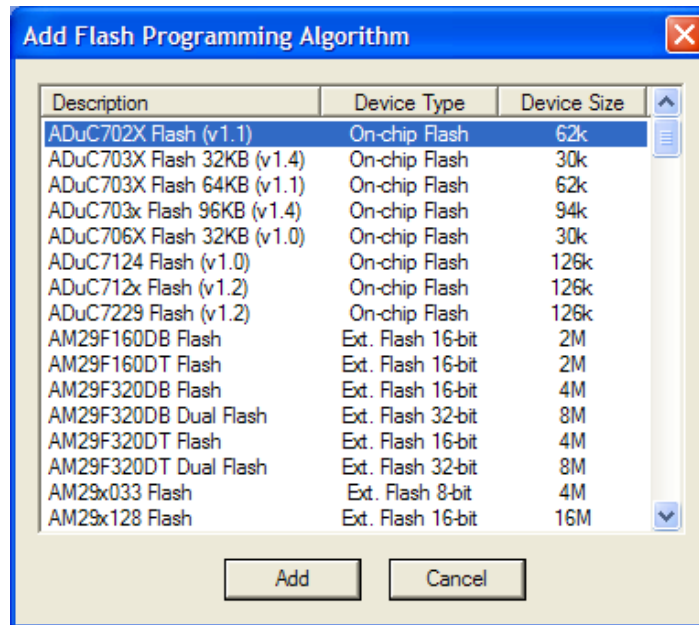 Add Flash Programming Algorithm
Description Device Type Device Size
ADuC702X Flash (v1.1) On-chip Flash 62k
ADuC703X Flash 32KB (v1.4) On-chip Flash 30k
ADuC703X Flash 64KB (v1.1) On-chip Flash 62k
ADuC703x Flash 96KB (v1.4) On-chip Flash 94k
ADuC706X Flash 32KB (v1.0) On-chip Flash 30k
ADuC7124 Flash (v1.0) On-chip Flash 126k
ADuC712x Flash (v1.2) On-chip Flash 126k
ADuC7229 Flash (v1.2) On-chip Flash 126k
AM29F160DB Flash Ext. Flash 16-bit 2M
AM29F160DT Flash Ext. Flash 16-bit 2M
AM29F320DB Flash Ext. Flash 16-bit 4M
AM29F320DB Dual Flash Ext. Flash 32-bit 8M
AM29F320DT Flash Ext. Flash 16-bit 4M
AM29F320DT Dual Flash Ext. Flash 32-bit 8M
AM29x033 Flash Ext. Flash 8-bit 4M
AM29x128 Flash Ext. Flash 16-bit 16M
Add Cancel